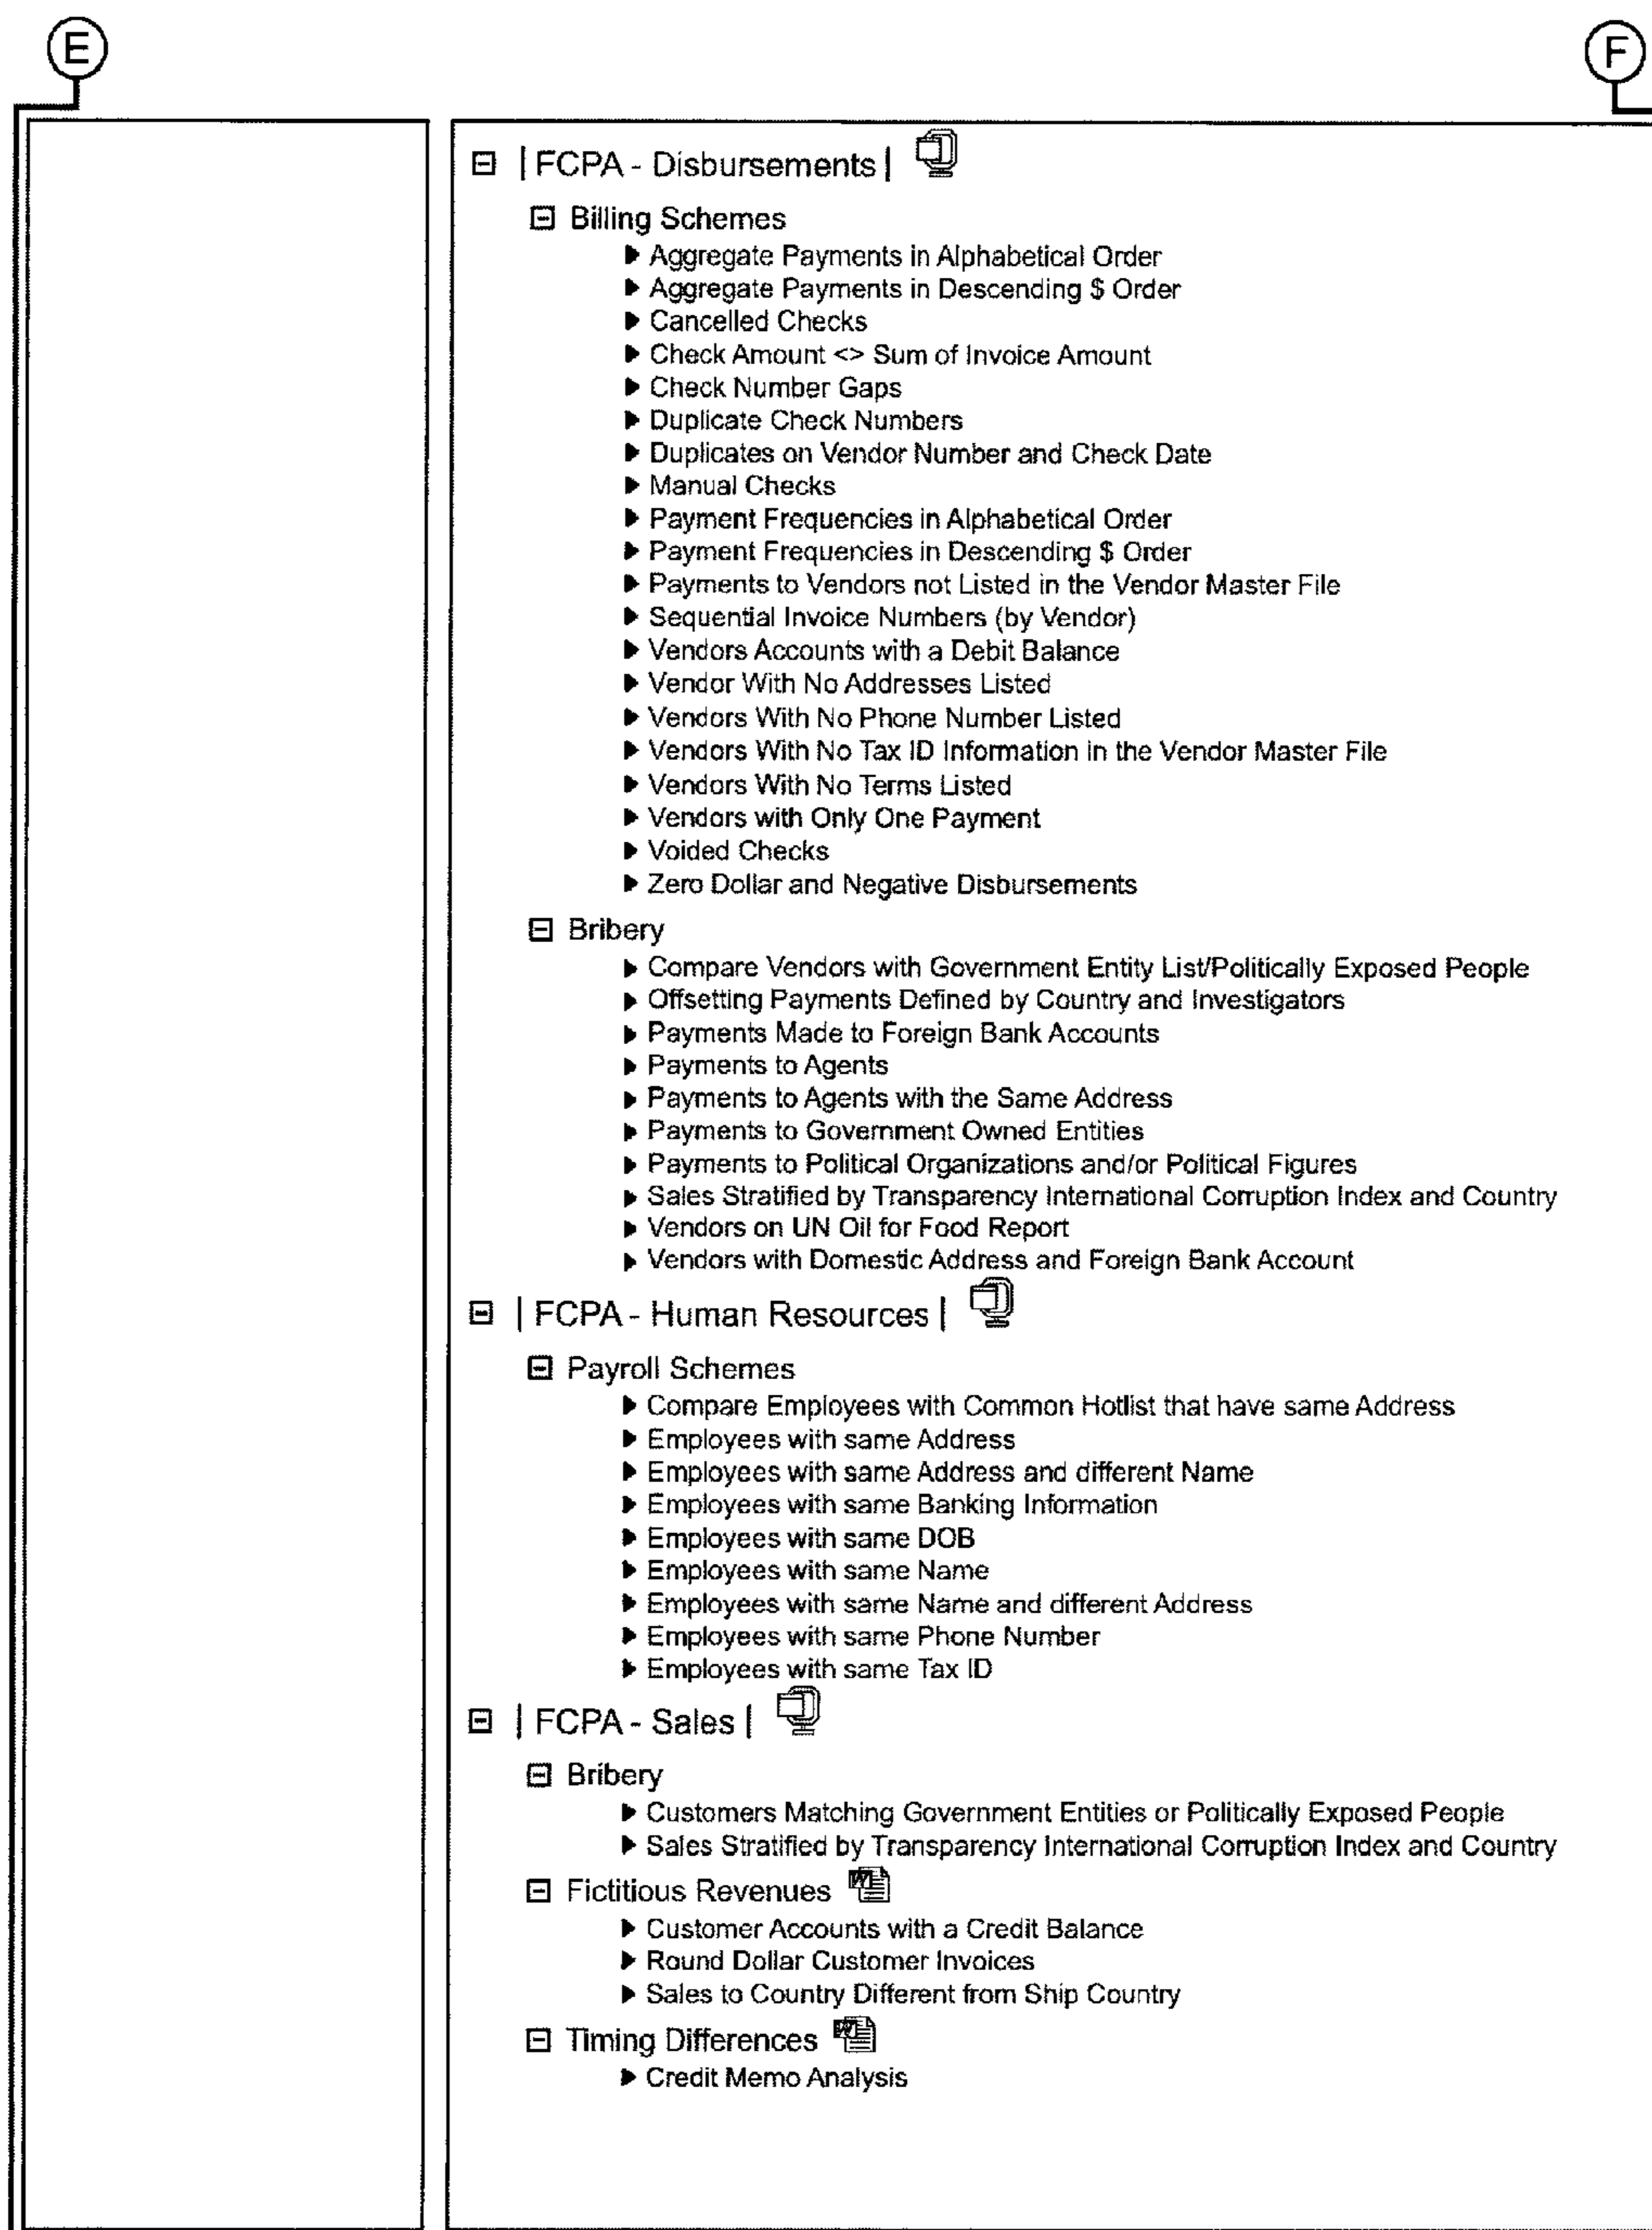 E
F
| FCPA - Disbursements |
Billing Schemes
Aggregate Payments in Alphabetical Order
Aggregate Payments in Descending $ Order
Cancelled Checks
Check Amount <> Sum of Invoice Amount
Check Number Gaps
Duplicate Check Numbers
Duplicates on Vendor Number and Check Date
Manual Checks
Payment Frequencies in Alphabetical Order
Payment Frequencies in Descending $ Order
Payments to Vendors not Listed in the Vendor Master File
Sequential Invoice Numbers (by Vendor)
Vendors Accounts with a Debit Balance
Vendor With No Addresses Listed
Vendors With No Phone Number Listed
Vendors With No Tax ID Information in the Vendor Master File
Vendors With No Terms Listed
Vendors with Only One Payment
Voided Checks
Zero Dollar and Negative Disbursements
Bribery
Compare Vendors with Government Entity List/Politically Exposed People
Offsetting Payments Defined by Country and Investigators
Payments Made to Foreign Bank Accounts
Payments to Agents
Payments to Agents with the Same Address
Payments to Government Owned Entities
Payments to Political Organizations and/or Political Figures
Sales Stratified by Transparency International Corruption Index and Country
Vendors on UN Oil for Food Report
Vendors with Domestic Address and Foreign Bank Account
| FCPA - Human Resources |
Payroll Schemes
Compare Employees with Common Hotlist that have same Address
Employees with same Address
Employees with same Address and different Name
Employees with same Banking Information
Employees with same DOB
Employees with same Name
Employees with same Name and different Address
Employees with same Phone Number
Employees with same Tax ID
| FCPA - Sales |
Bribery
Customers Matching Government Entities or Politically Exposed People
Sales Stratified by Transparency International Corruption Index and Country
Fictitious Revenues
Customer Accounts with a Credit Balance
Round Dollar Customer Invoices
Sales to Country Different from Ship Country
Timing Differences
Credit Memo Analysis